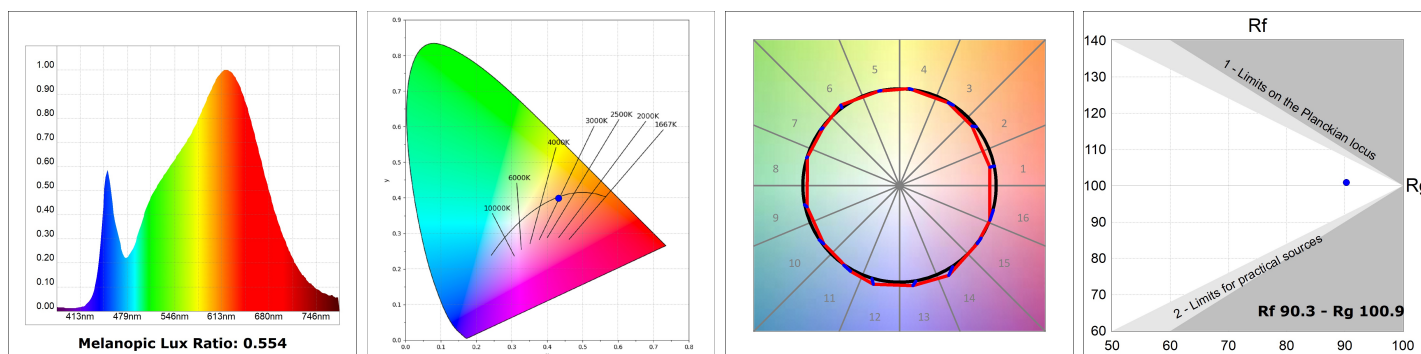 1.00
0.90
0.80
0.70
0.60
0.50
0.40
0.30
0.20
0.10
0.00
413nm 479nm 546nm 613nm 680nm 746nm
Melanopic Lux Ratio: 0.554
0.9
0.8
0.7
0.6
0.5
0.4
0.3
0.2
0.1
0.0
y
0.0 0.1 0.2 0.3 0.4 0.5 0.6 0.7 0.8
10000K
6000K
4000K
3000K
2500K
2000K
1667K
1
2
3
4
5
6
7
8
9
10
11
12
13
14
15
16
Rf
140
130
120
110
100
90
80
70
60
50 60 70 80 90 100
Rg
1 - Limits on the Planckian locus
2 - Limits for practical sources
Rf 90.3 - Rg 100.9